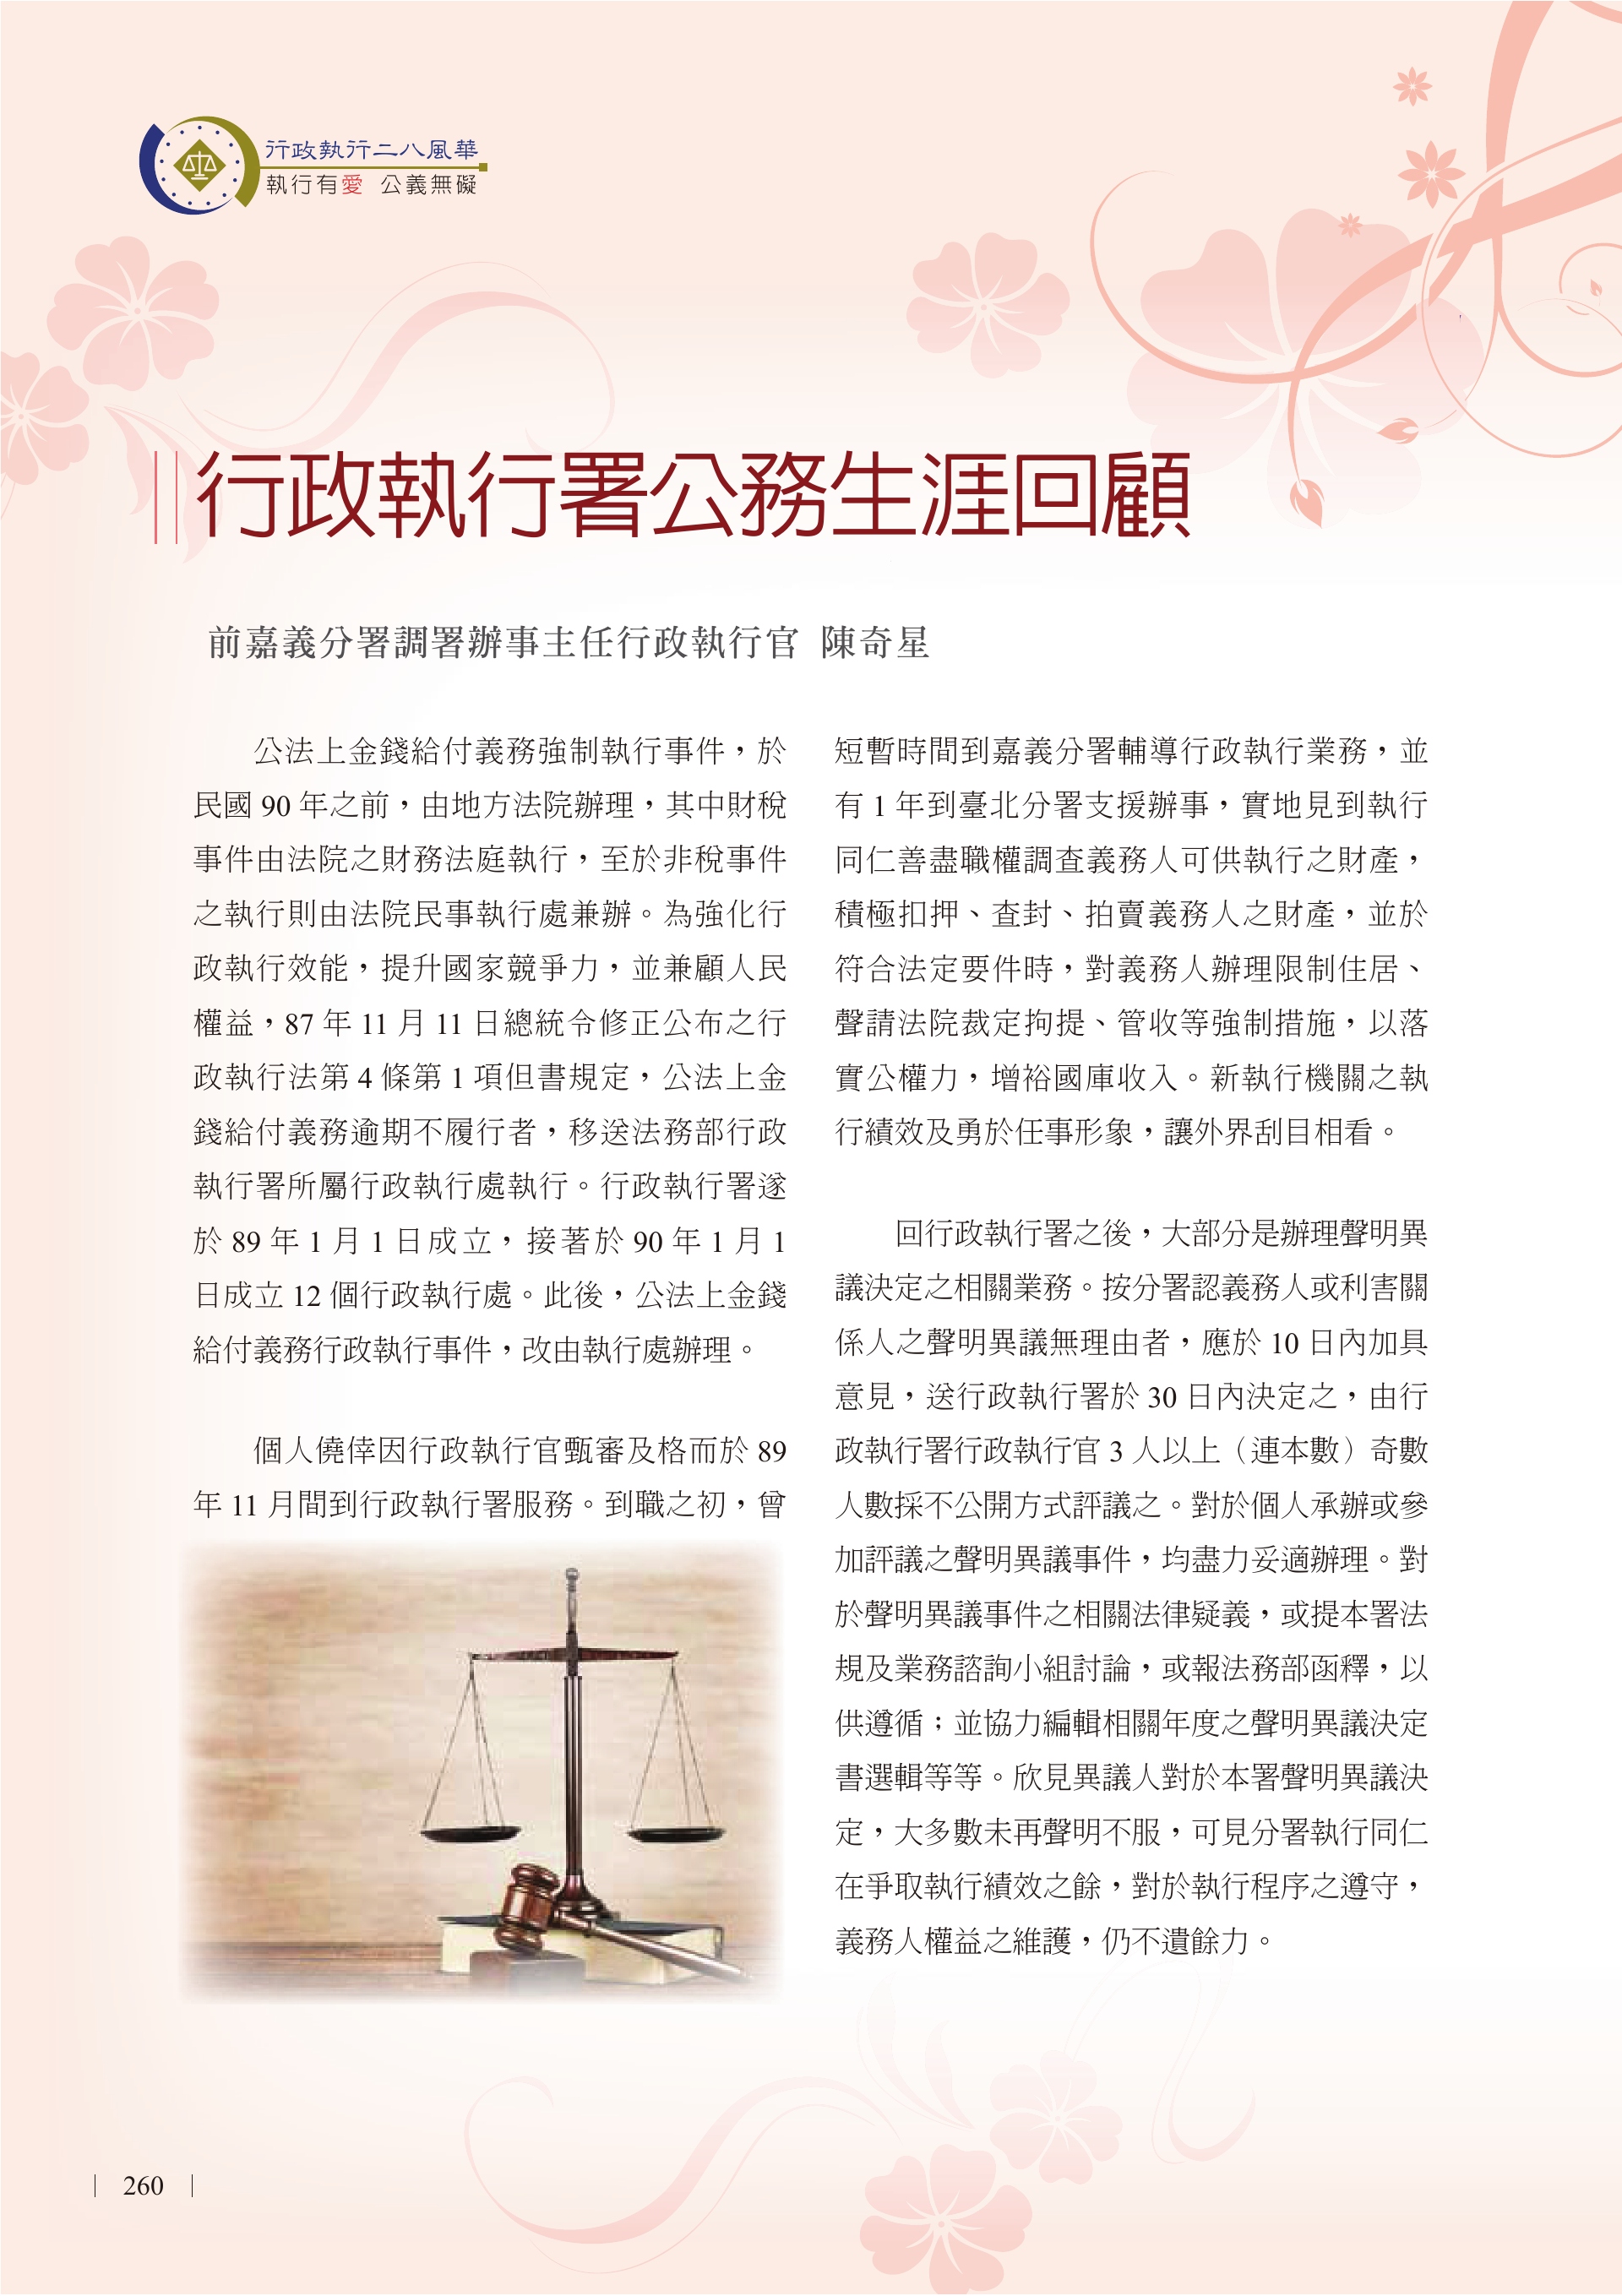 行政執行二八風華
執行有愛 公義無礙
行政執行署公務生涯回顧
前嘉義分署調署辦事主任行政執行官 陳奇星
公法上金錢給付義務強制執行事件，於
民國 90 年之前，由地方法院辦理，其中財稅
事件由法院之財務法庭執行，至於非稅事件
之執行則由法院民事執行處兼辦。為強化行
政執行效能，提升國家競爭力，並兼顧人民
權益，87 年 11 月 11 日總統令修正公布之行
政執行法第 4 條第 1 項但書規定，公法上金
錢給付義務逾期不履行者，移送法務部行政
執行署所屬行政執行處執行。行政執行署遂
於 89 年 1 月 1 日成立，接著於 90 年 1 月 1
日成立 12 個行政執行處。此後，公法上金錢
給付義務行政執行事件，改由執行處辦理。
個人僥倖因行政執行官甄審及格而於 89
年 11 月間到行政執行署服務。到職之初，曾
短暫時間到嘉義分署輔導行政執行業務，並
有 1 年到臺北分署支援辦事，實地見到執行
同仁善盡職權調查義務人可供執行之財產，
積極扣押、查封、拍賣義務人之財產，並於
符合法定要件時，對義務人辦理限制住居、
聲請法院裁定拘提、管收等強制措施，以落
實公權力，增裕國庫收入。新執行機關之執
行績效及勇於任事形象，讓外界刮目相看。
回行政執行署之後，大部分是辦理聲明異
議決定之相關業務。按分署認義務人或利害關
係人之聲明異議無理由者，應於 10 日內加具
意見，送行政執行署於 30 日內決定之，由行
政執行署行政執行官 3 人以上（連本數）奇數
人數採不公開方式評議之。對於個人承辦或參
加評議之聲明異議事件，均盡力妥適辦理。對
於聲明異議事件之相關法律疑義，或提本署法
規及業務諮詢小組討論，或報法務部函釋，以
供遵循；並協力編輯相關年度之聲明異議決定
書選輯等等。欣見異議人對於本署聲明異議決
定，大多數未再聲明不服，可見分署執行同仁
在爭取執行績效之餘，對於執行程序之遵守，
義務人權益之維護，仍不遺餘力。
260